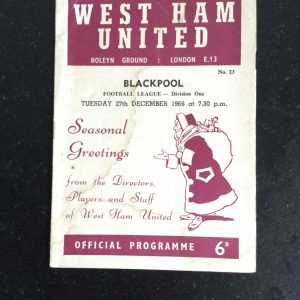 WEST HAM
UNITED
BOLEYN GROUND : LONDON E.13
No. 23
BLACKPOOL
FOOTBALL LEAGUE — Division One
TUESDAY 27th DECEMBER 1966 at 7.30 p.m.
Seasonal
Greetings
from the Directors,
Players and Staff
of West Ham United
OFFICIAL PROGRAMME 6D